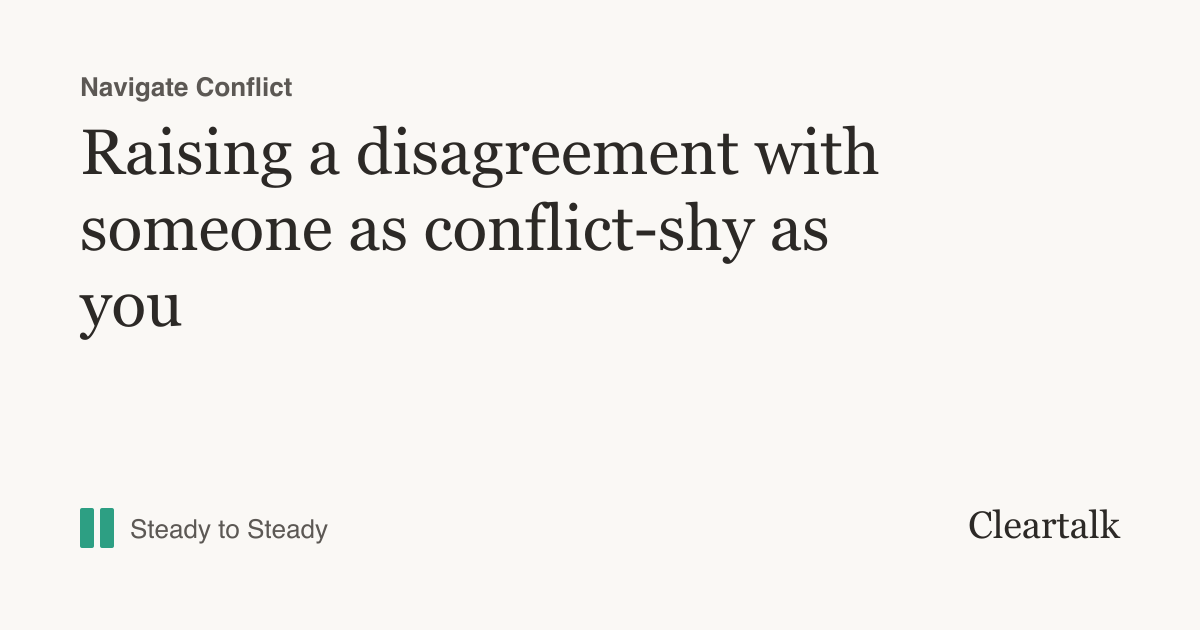 Navigate Conflict
Raising a disagreement with
someone as conflict-shy as
you
Steady to Steady
Cleartalk